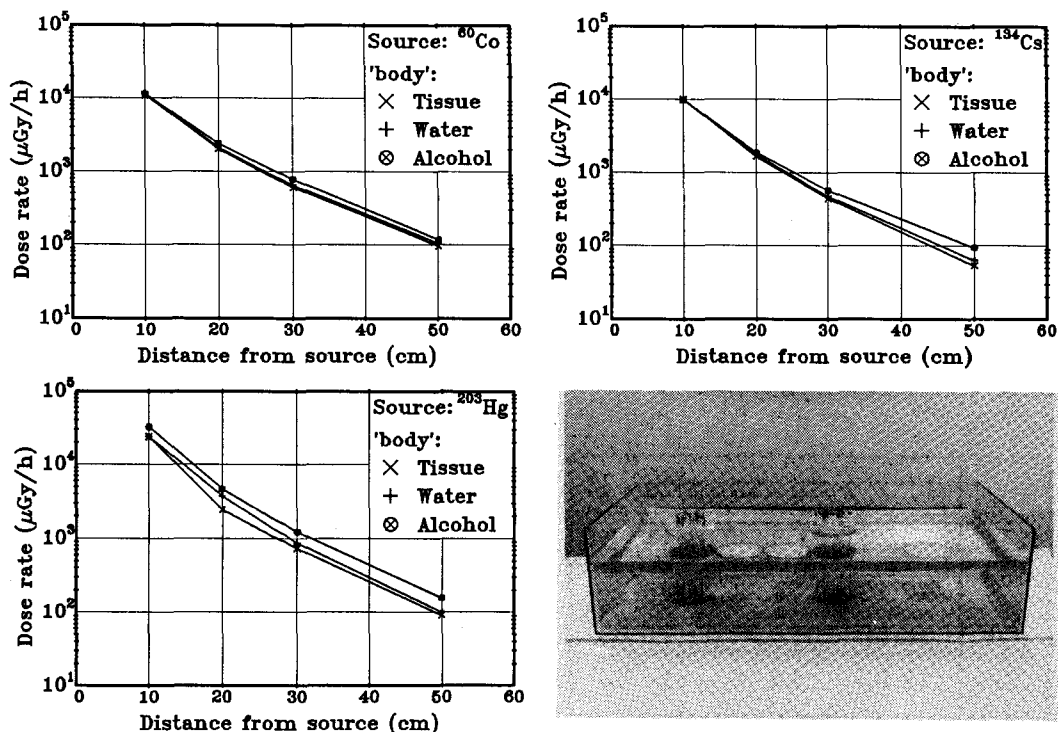 Source: ⁶⁰Co
'body':
× Tissue
+ Water
⊗ Alcohol
Dose rate (μGy/h)
10⁵
10⁴
10³
10²
10¹
0 10 20 30 40 50 60
Distance from source (cm)
Source: ¹³⁴Cs
'body':
× Tissue
+ Water
⊗ Alcohol
Dose rate (μGy/h)
10⁵
10⁴
10³
10²
10¹
0 10 20 30 40 50 60
Distance from source (cm)
Source: ²⁰³Hg
'body':
× Tissue
+ Water
⊗ Alcohol
Dose rate (μGy/h)
10⁵
10⁴
10³
10²
10¹
0 10 20 30 40 50 60
Distance from source (cm)